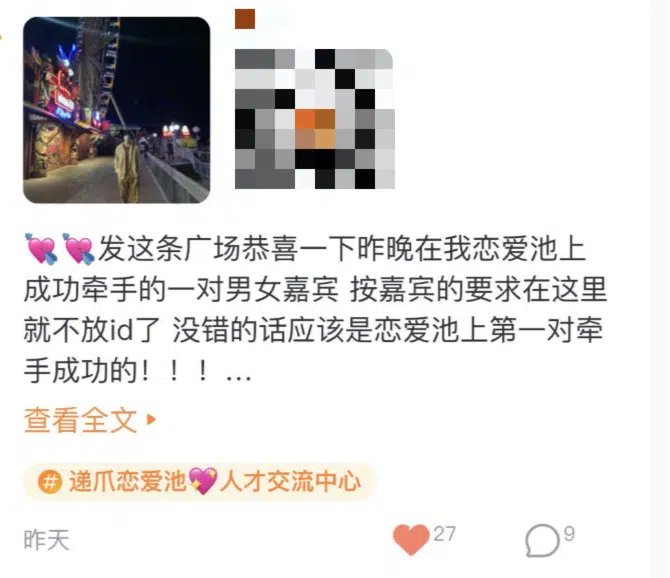 💘💘发这条广场恭喜一下昨晚在我恋爱池上
成功牵手的一对男女嘉宾 按嘉宾的要求在这里
就不放id了 没错的话应该是恋爱池上第一对牵
手成功的！！！...
查看全文
# 递爪恋爱池💖人才交流中心
昨天
27
9